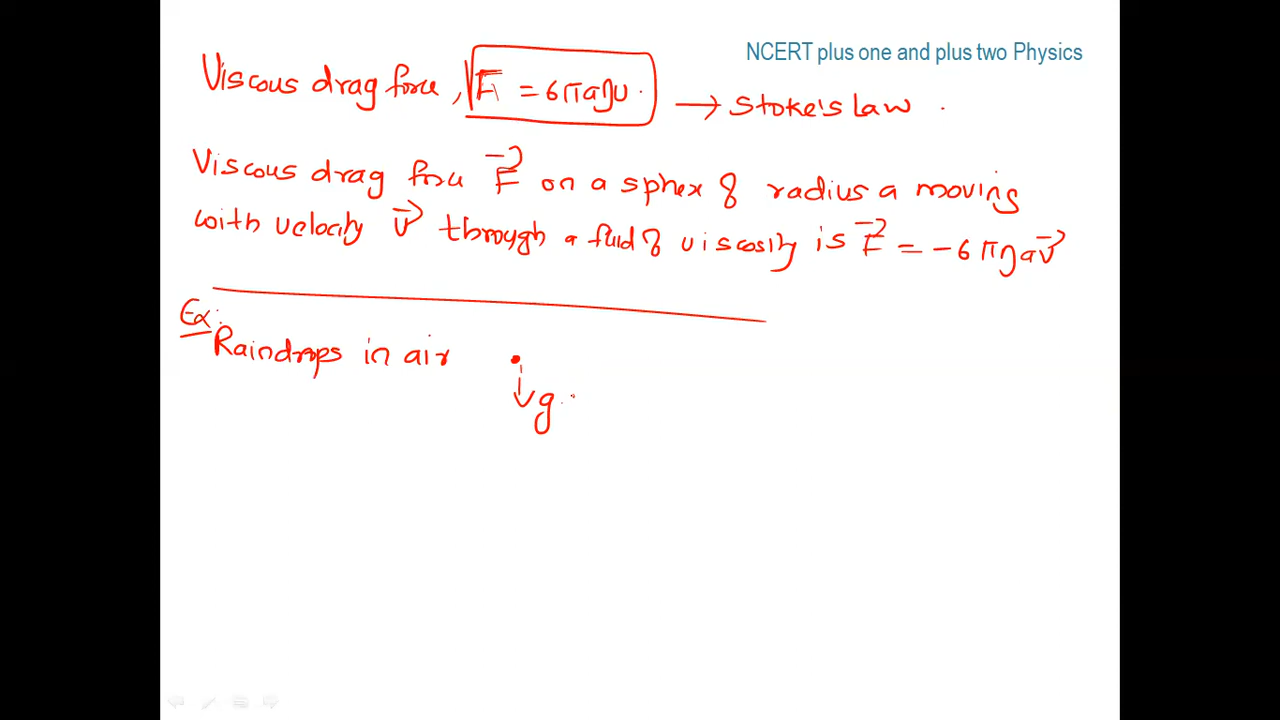 NCERT plus one and plus two Physics
Viscous drag force, F = 6πaηv. → Stoke's law
Viscous drag force F⃗ on a sphere of radius a moving
with velocity v⃗ through a fluid of viscosity is F⃗ = -6πηav⃗
Ex:
Raindrops in air
g